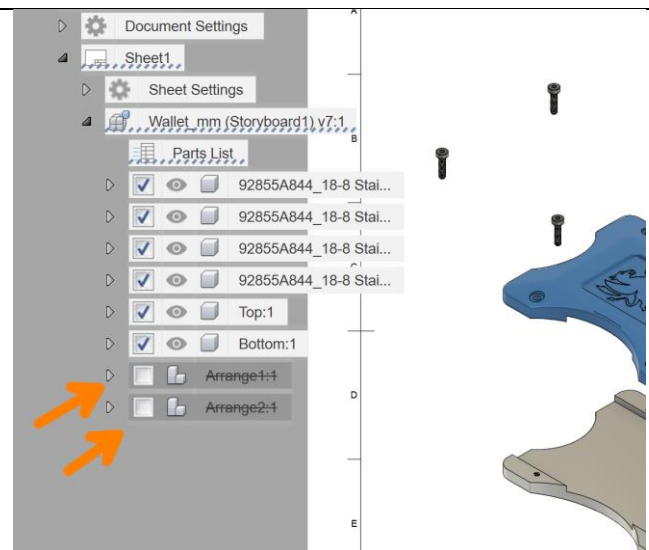 A
Document Settings
Sheet1
Sheet Settings
Wallet_mm (Storyboard1) v7:1
B
Parts List
92855A844_18-8 Stai...
92855A844_18-8 Stai...
92855A844_18-8 Stai...
C
92855A844_18-8 Stai...
Top:1
Bottom:1
Arrange1:1
D
Arrange2:1
E